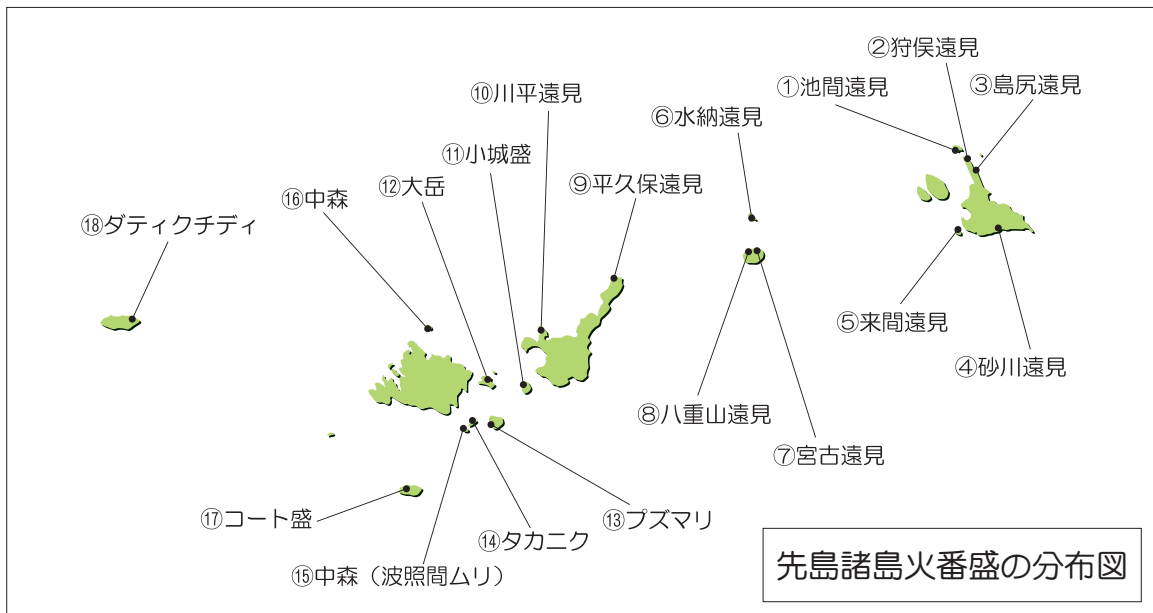 ②狩俣遠見
①池間遠見
③島尻遠見
⑩川平遠見
⑥水納遠見
⑪小城盛
⑫大岳
⑨平久保遠見
⑯中森
⑱ダティクチディ
⑤来間遠見
④砂川遠見
⑧八重山遠見
⑦宮古遠見
⑰コート盛
⑬プズマリ
⑭タカニク
⑮中森（波照間ムリ）
先島諸島火番盛の分布図